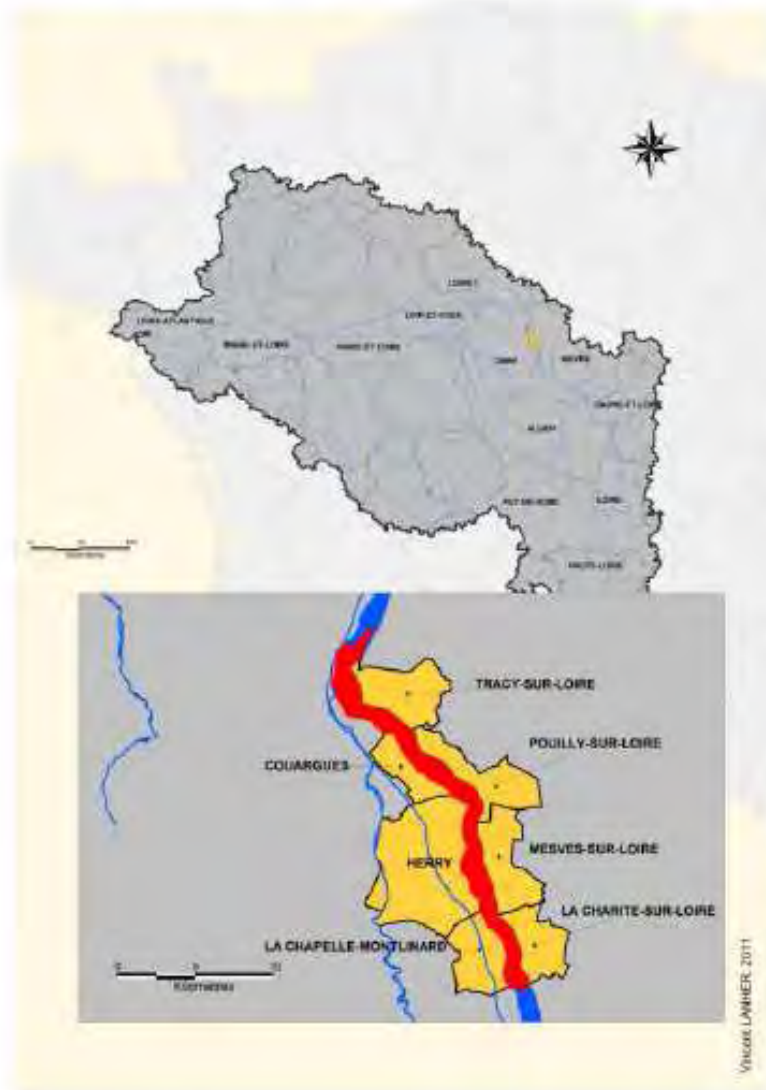 LOIRET
LOIR-ET-CHER
LOIRE-ATLANTIQUE
MAINE-ET-LOIRE
INDRE-ET-LOIRE
CHER
NIEVRE
SAONE-ET-LOIRE
ALLIER
PUY-DE-DOME
LOIRE
HAUTE-LOIRE
TRACY-SUR-LOIRE
POUILLY-SUR-LOIRE
COUARGUES
MESVES-SUR-LOIRE
HERRY
LA CHARITE-SUR-LOIRE
LA CHAPELLE-MONTLINARD
Kilomètres
Vincent LANHER, 2011